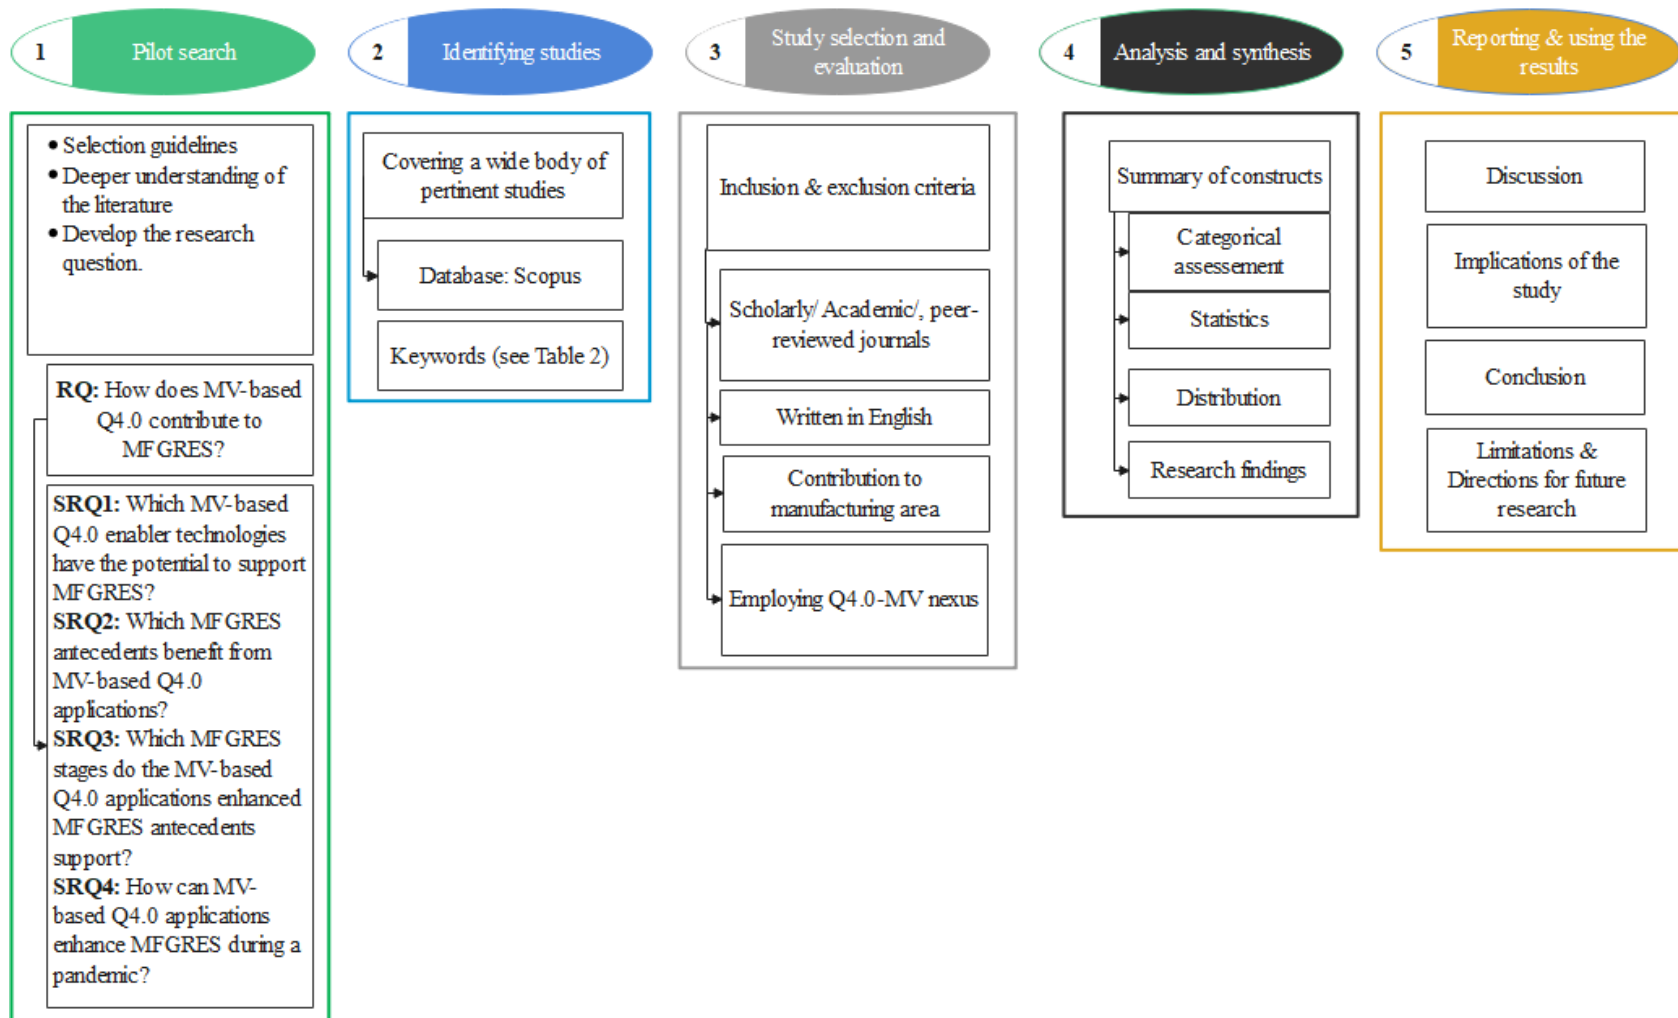 1
Pilot search
2
Identifying studies
3
Study selection and
evaluation
4
Analysis and synthesis
5
Reporting & using the
results
• Selection guidelines
• Deeper understanding of
the literature
• Develop the research
question.
RQ: How does MV-based
Q4.0 contribute to
MFGRES?
SRQ1: Which MV-based
Q4.0 enabler technologies
have the potential to support
MFGRES?
SRQ2: Which MFGRES
antecedents benefit from
MV-based Q4.0
applications?
SRQ3: Which MFGRES
stages do the MV-based
Q4.0 applications enhanced
MFGRES antecedents
support?
SRQ4: How can MV-
based Q4.0 applications
enhance MFGRES during a
pandemic?
Covering a wide body of
pertinent studies
Database: Scopus
Keywords (see Table 2)
Inclusion & exclusion criteria
Scholarly/ Academic/, peer-
reviewed journals
Written in English
Contribution to
manufacturing area
Employing Q4.0-MV nexus
Summary of constructs
Categorical
assessement
Statistics
Distribution
Research findings
Discussion
Implications of the
study
Conclusion
Limitations &
Directions for future
research